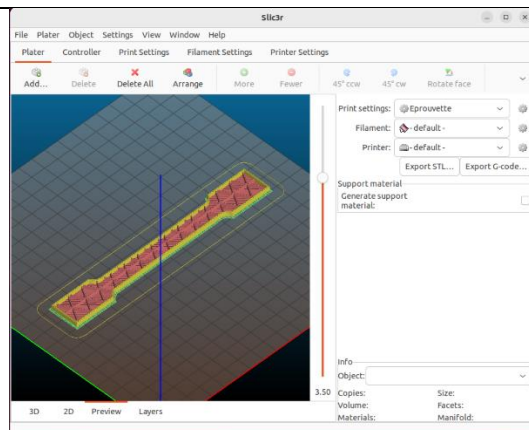 Slic3r
File Plater Object Settings View Window Help
Plater Controller Print Settings Filament Settings Printer Settings
Add... Delete Delete All Arrange More Fewer 45° ccw 45° cw Rotate face
Print settings: Eprouvette
Filament: - default -
Printer: - default -
Export STL... Export G-code...
Support material
Generate support
material:
Info
Object:
3.50 Copies: Size:
Volume: Facets:
3D 2D Preview Layers
Materials: Manifold: